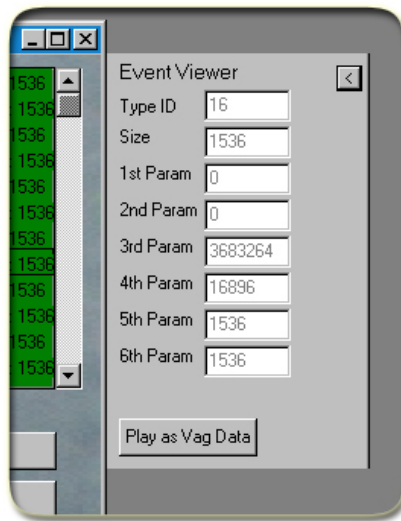 Event Viewer
<
Type ID 16
Size 1536
1st Param 0
2nd Param 0
3rd Param 3683264
4th Param 16896
5th Param 1536
6th Param 1536
Play as Vag Data
1536
1536
1536
1536
1536
1536
1536
1536
1536
1536
1536
1536